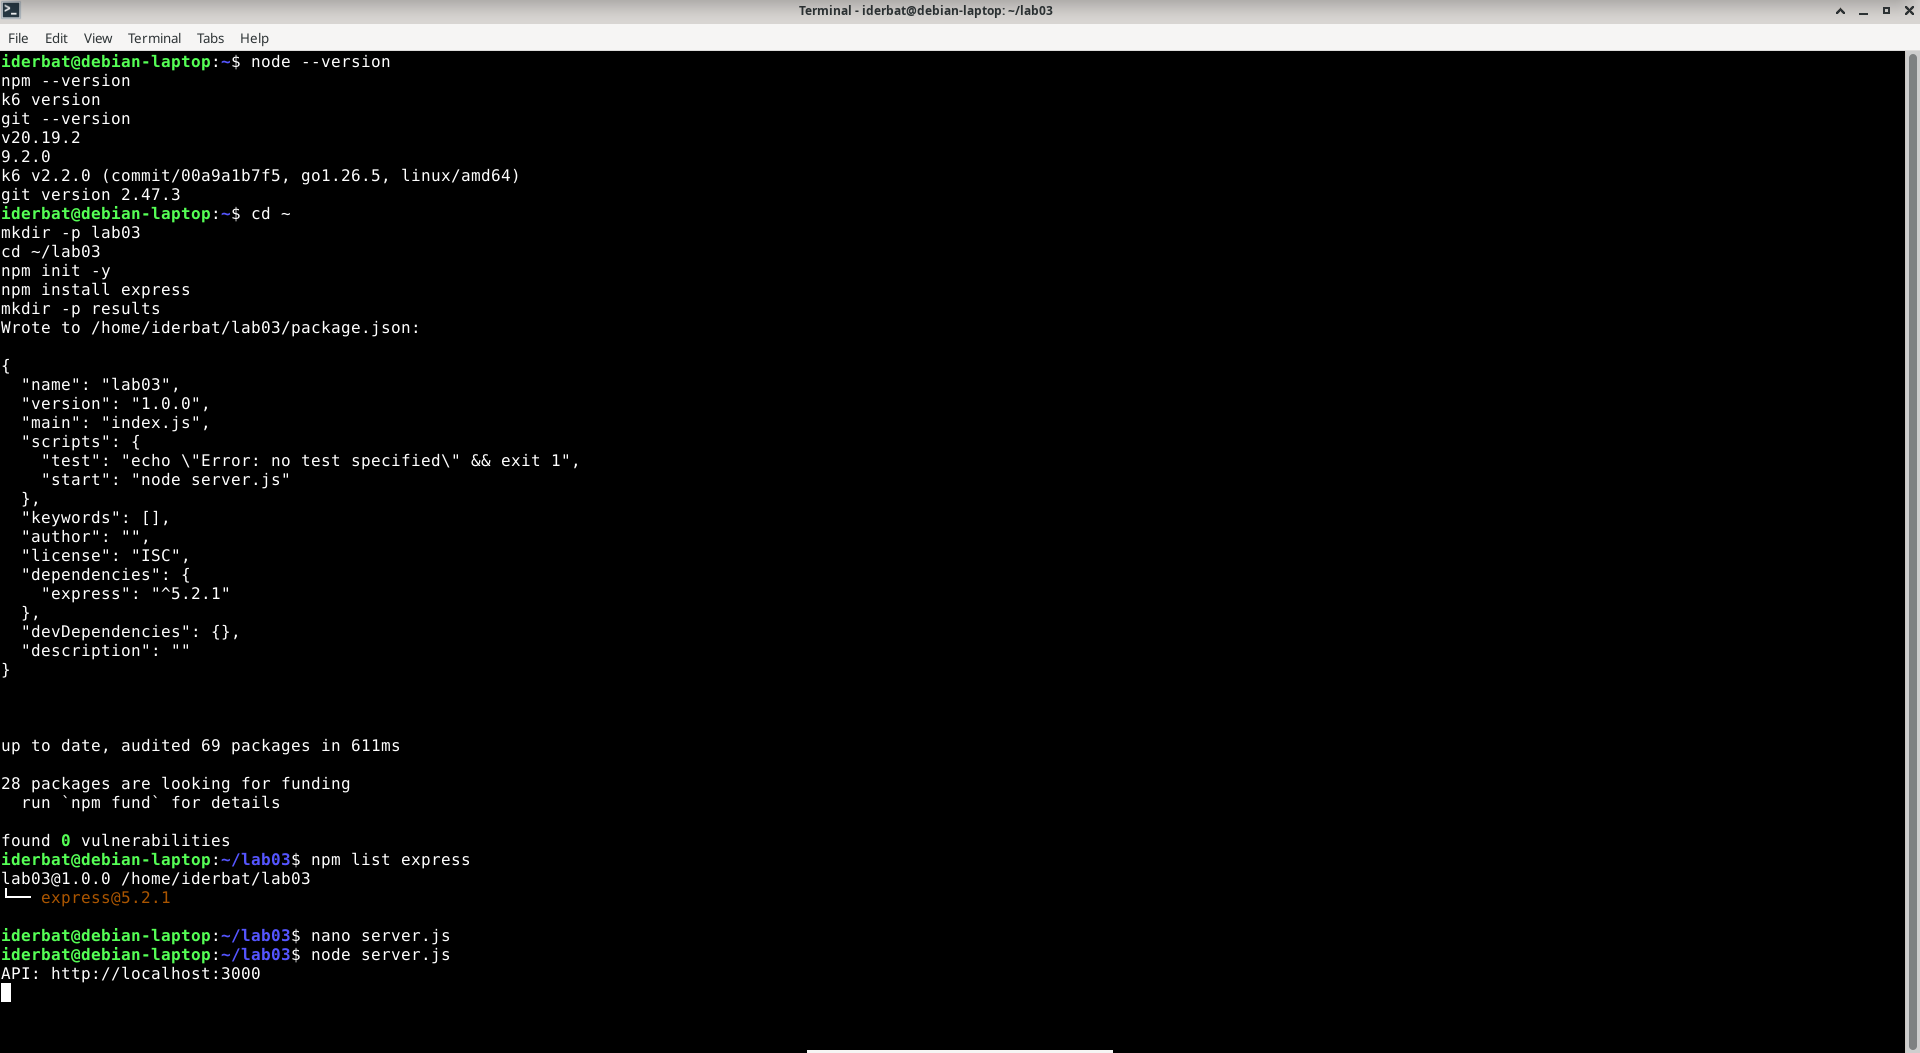 Terminal - iderbat@debian-laptop: ~/lab03
File Edit View Terminal Tabs Help
iderbat@debian-laptop:~$ node --version
npm --version
k6 version
git --version
v20.19.2
9.2.0
k6 v2.2.0 (commit/00a9a1b7f5, go1.26.5, linux/amd64)
git version 2.47.3
iderbat@debian-laptop:~$ cd ~
mkdir -p lab03
cd ~/lab03
npm init -y
npm install express
mkdir -p results
Wrote to /home/iderbat/lab03/package.json:

{
  "name": "lab03",
  "version": "1.0.0",
  "main": "index.js",
  "scripts": {
    "test": "echo \"Error: no test specified\" && exit 1",
    "start": "node server.js"
  },
  "keywords": [],
  "author": "",
  "license": "ISC",
  "dependencies": {
    "express": "^5.2.1"
  },
  "devDependencies": {},
  "description": ""
}

up to date, audited 69 packages in 611ms

28 packages are looking for funding
  run `npm fund` for details

found 0 vulnerabilities
iderbat@debian-laptop:~/lab03$ npm list express
lab03@1.0.0 /home/iderbat/lab03
└── express@5.2.1

iderbat@debian-laptop:~/lab03$ nano server.js
iderbat@debian-laptop:~/lab03$ node server.js
API: http://localhost:3000